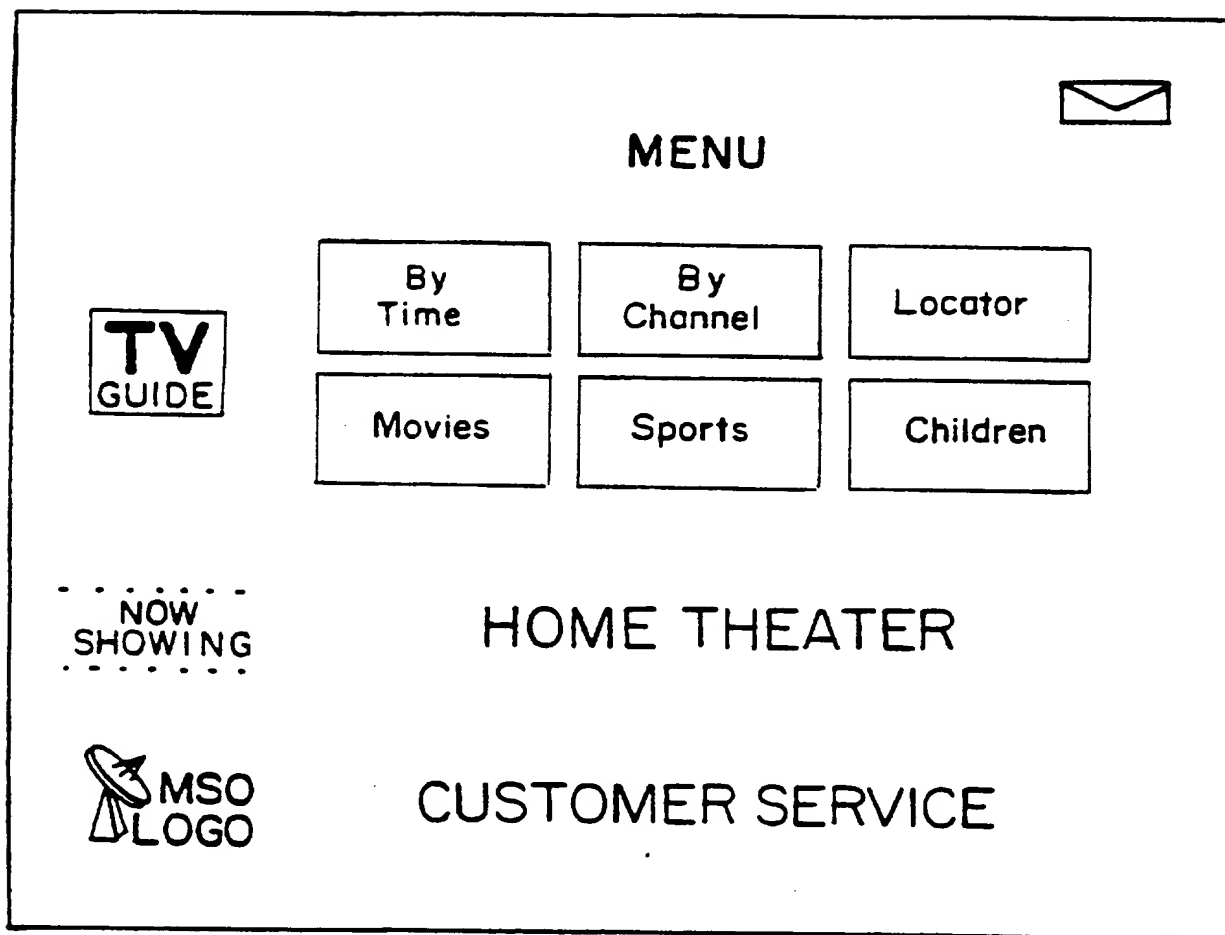 MENU
By
Time
By
Channel
Locator
TV
GUIDE
Movies
Sports
Children
NOW
SHOWING
HOME THEATER
MSO
LOGO
CUSTOMER SERVICE